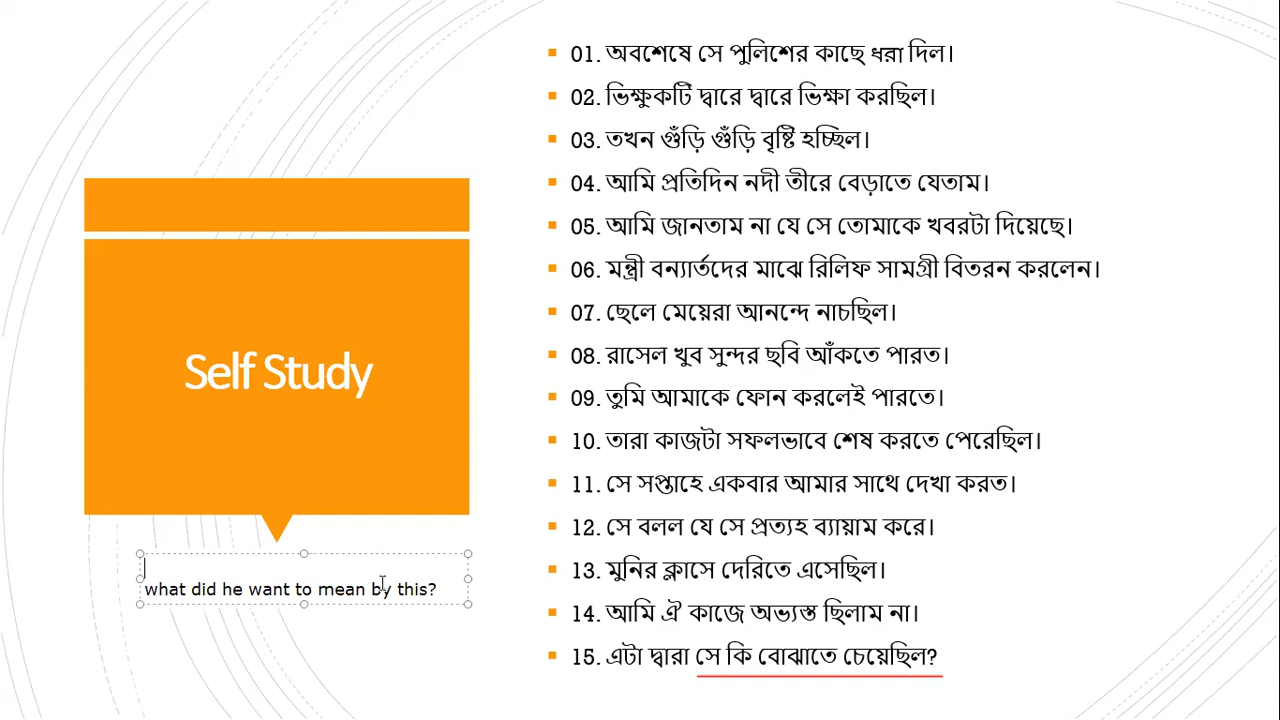 Self Study
what did he want to mean by this?
01. অবশেষে সে পুলিশের কাছে ধরা দিল।
02. ভিক্ষুকটি দ্বারে দ্বারে ভিক্ষা করছিল।
03. তখন গুঁড়ি গুঁড়ি বৃষ্টি হচ্ছিল।
04. আমি প্রতিদিন নদী তীরে বেড়াতে যেতাম।
05. আমি জানতাম না যে সে তোমাকে খবরটা দিয়েছে।
06. মন্ত্রী বন্যার্তদের মাঝে রিলিফ সামগ্রী বিতরন করলেন।
07. ছেলে মেয়েরা আনন্দে নাচছিল।
08. রাসেল খুব সুন্দর ছবি আঁকতে পারত।
09. তুমি আমাকে ফোন করলেই পারতে।
10. তারা কাজটা সফলভাবে শেষ করতে পেরেছিল।
11. সে সপ্তাহে একবার আমার সাথে দেখা করত।
12. সে বলল যে সে প্রত্যহ ব্যায়াম করে।
13. মুনির ক্লাসে দেরিতে এসেছিল।
14. আমি ঐ কাজে অভ্যস্ত ছিলাম না।
15. এটা দ্বারা সে কি বোঝাতে চেয়েছিল?